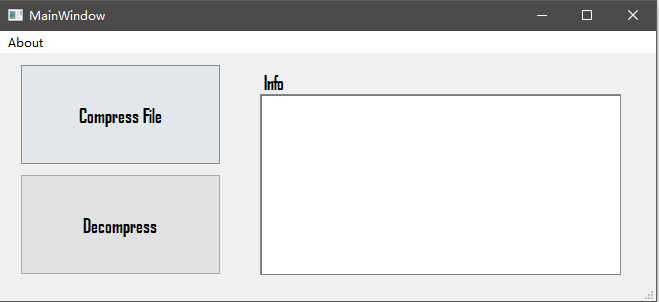 MainWindow
About
Compress File
Info
Decompress